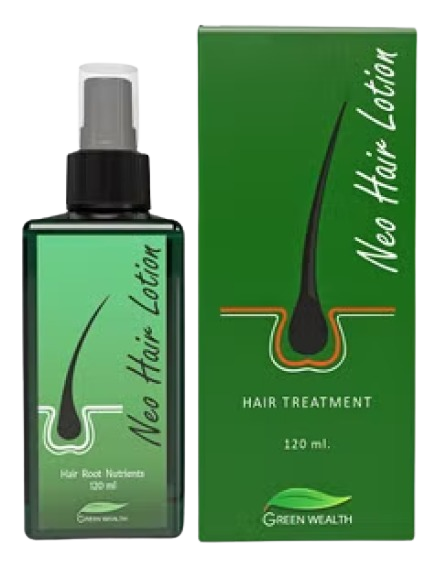 Neo Hair Lotion
Hair Root Nutrients
120 ml
GREEN WEALTH
Neo Hair Lotion
HAIR TREATMENT
120 ml.
GREEN WEALTH